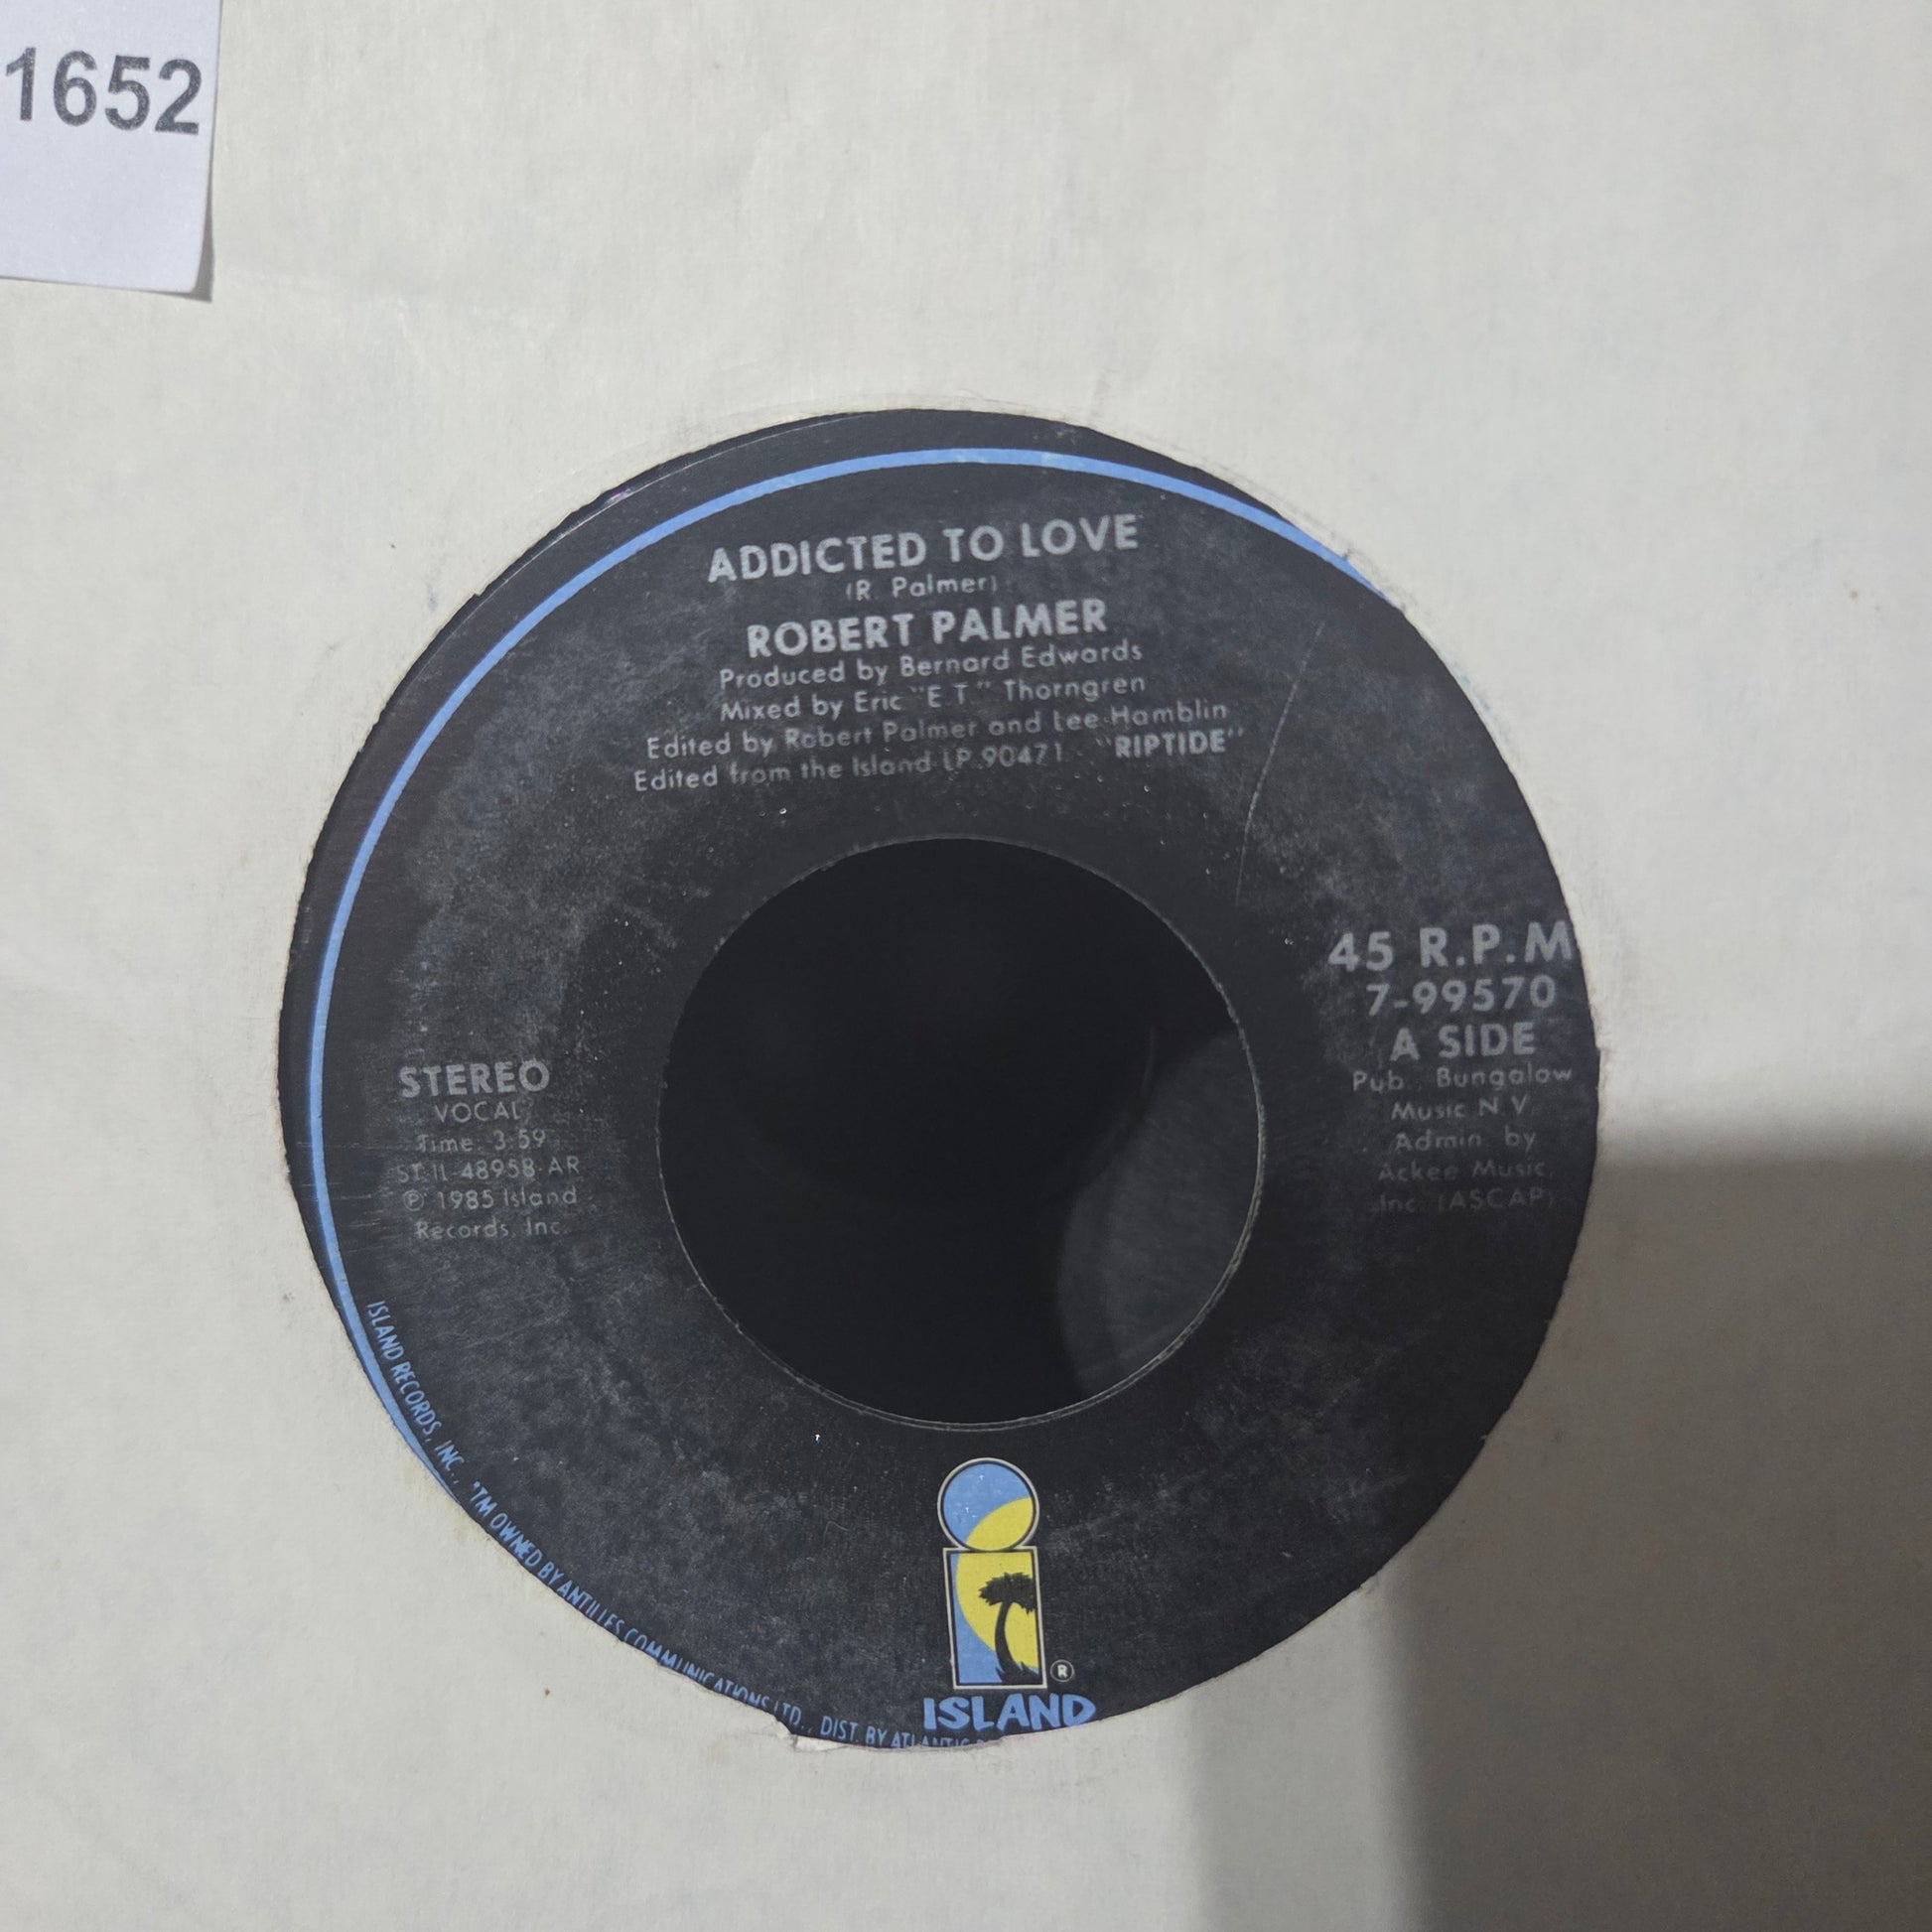 1652
ADDICTED TO LOVE
(R. Palmer)
ROBERT PALMER
Produced by Bernard Edwards
Mixed by Eric "E.T." Thorngren
Edited by Robert Palmer and Lee Hamblin
Edited from the Island LP 90471 "RIPTIDE"
45 R.P.M
7-99570
A SIDE
Pub. Bungalow
Music N.V.
Admin. by
Ackee Music,
Inc. (ASCAP)
STEREO
VOCAL
Time: 3:59
ST-IL-48958-AR
℗ 1985 Island
Records, Inc.
ISLAND RECORDS, INC., *TM OWNED BY ANTILLES COMMUNICATIONS LTD., DIST. BY ATLANTIC
®
ISLAND